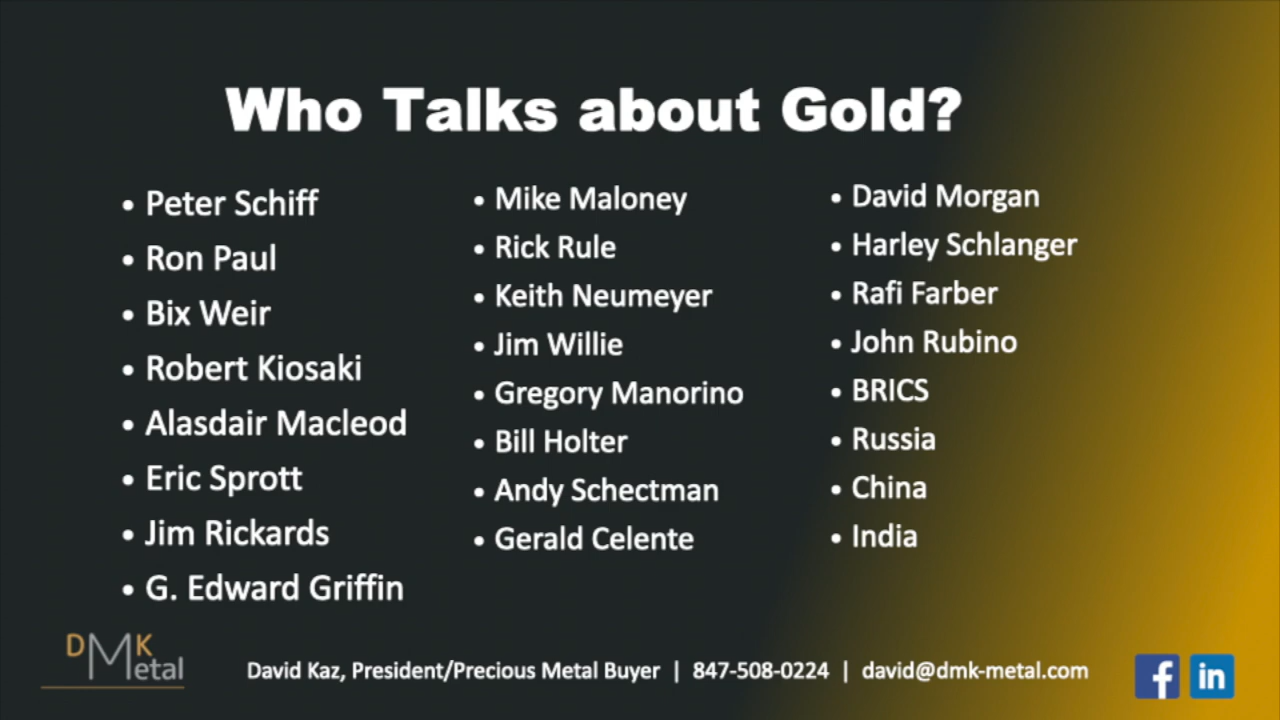 Who Talks about Gold?
• Peter Schiff
• Ron Paul
• Bix Weir
• Robert Kiosaki
• Alasdair Macleod
• Eric Sprott
• Jim Rickards
• G. Edward Griffin
• Mike Maloney
• Rick Rule
• Keith Neumeyer
• Jim Willie
• Gregory Manorino
• Bill Holter
• Andy Schectman
• Gerald Celente
• David Morgan
• Harley Schlanger
• Rafi Farber
• John Rubino
• BRICS
• Russia
• China
• India
DMK
Metal
David Kaz, President/Precious Metal Buyer | 847-508-0224 | david@dmk-metal.com
f in